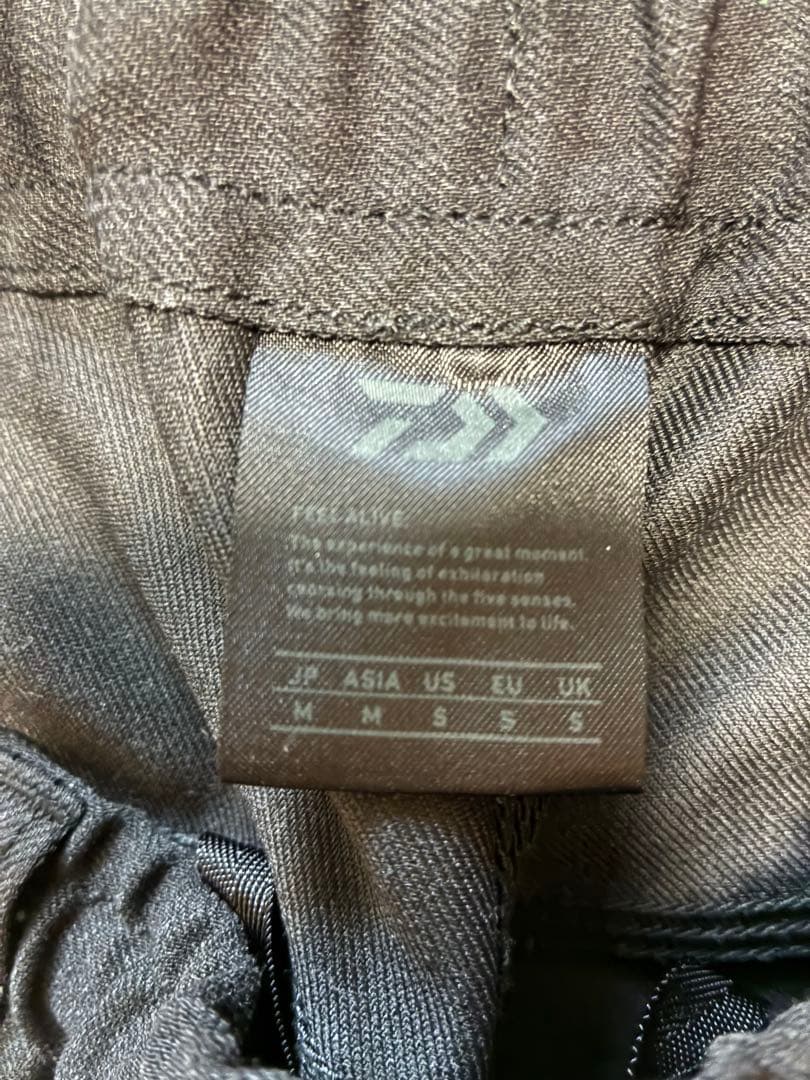 FEEL ALIVE.
The experience of a great moment.
It's the feeling of exhilaration
coursing through the five senses.
We bring more excitement to life.
JP ASIA US EU UK
M M S S S